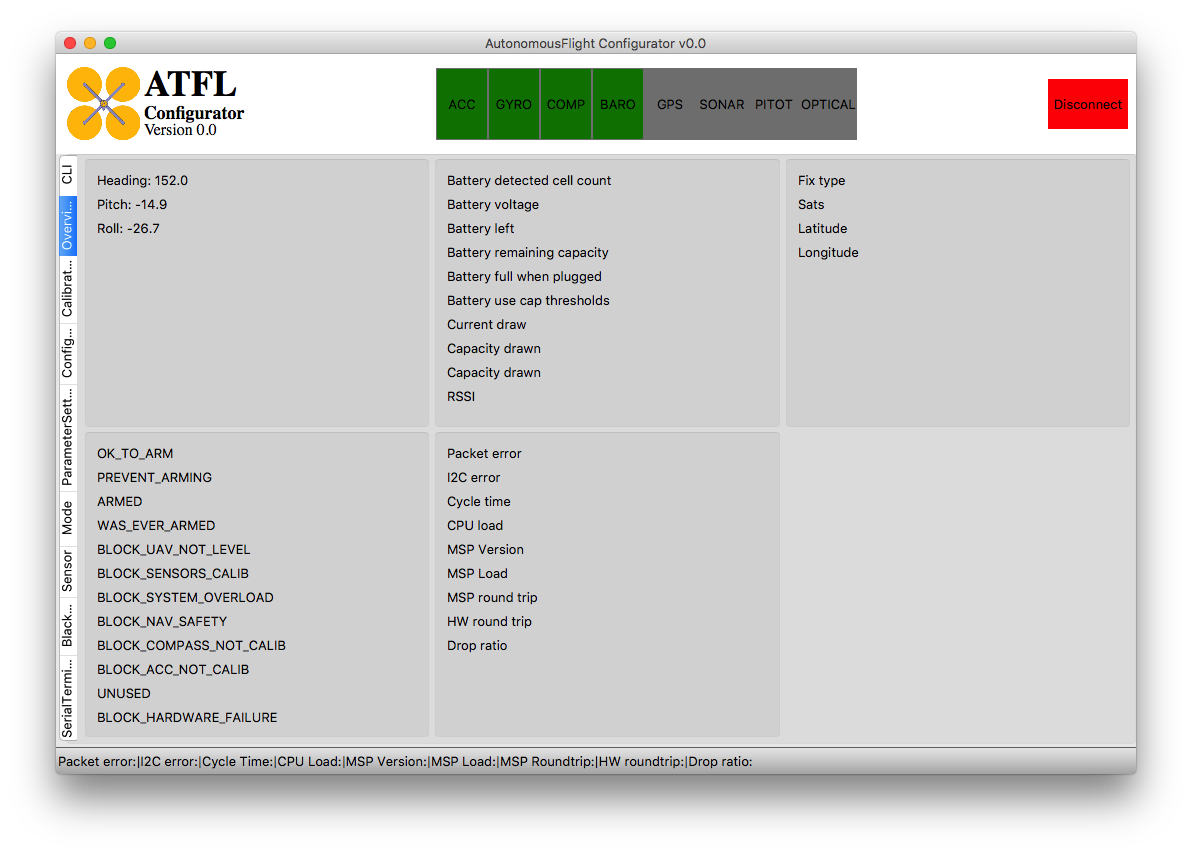 AutonomousFlight Configurator v0.0
ATFL
Configurator
Version 0.0
ACC GYRO COMP BARO GPS SONAR PITOT OPTICAL
Disconnect
CLI
Overvi...
Calibrat...
Config...
ParameterSett...
Mode
Sensor
Black...
SerialTermi...
Heading: 152.0
Pitch: -14.9
Roll: -26.7
Battery detected cell count
Battery voltage
Battery left
Battery remaining capacity
Battery full when plugged
Battery use cap thresholds
Current draw
Capacity drawn
Capacity drawn
RSSI
Fix type
Sats
Latitude
Longitude
OK_TO_ARM
PREVENT_ARMING
ARMED
WAS_EVER_ARMED
BLOCK_UAV_NOT_LEVEL
BLOCK_SENSORS_CALIB
BLOCK_SYSTEM_OVERLOAD
BLOCK_NAV_SAFETY
BLOCK_COMPASS_NOT_CALIB
BLOCK_ACC_NOT_CALIB
UNUSED
BLOCK_HARDWARE_FAILURE
Packet error
I2C error
Cycle time
CPU load
MSP Version
MSP Load
MSP round trip
HW round trip
Drop ratio
Packet error:|I2C error:|Cycle Time:|CPU Load:|MSP Version:|MSP Load:|MSP Roundtrip:|HW roundtrip:|Drop ratio: